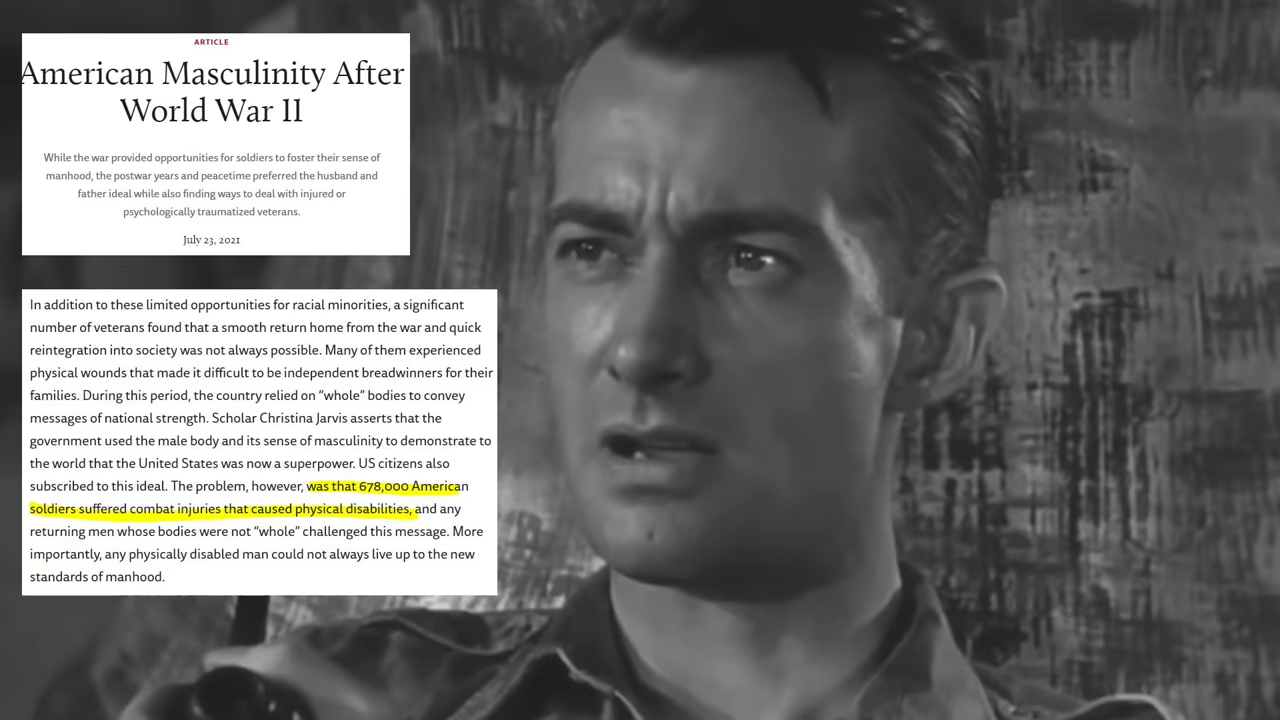 ARTICLE
American Masculinity After
World War II
While the war provided opportunities for soldiers to foster their sense of
manhood, the postwar years and peacetime preferred the husband and
father ideal while also finding ways to deal with injured or
psychologically traumatized veterans.
July 23, 2021
In addition to these limited opportunities for racial minorities, a significant
number of veterans found that a smooth return home from the war and quick
reintegration into society was not always possible. Many of them experienced
physical wounds that made it difficult to be independent breadwinners for their
families. During this period, the country relied on “whole” bodies to convey
messages of national strength. Scholar Christina Jarvis asserts that the
government used the male body and its sense of masculinity to demonstrate to
the world that the United States was now a superpower. US citizens also
subscribed to this ideal. The problem, however, was that 678,000 American
soldiers suffered combat injuries that caused physical disabilities, and any
returning men whose bodies were not “whole” challenged this message. More
importantly, any physically disabled man could not always live up to the new
standards of manhood.